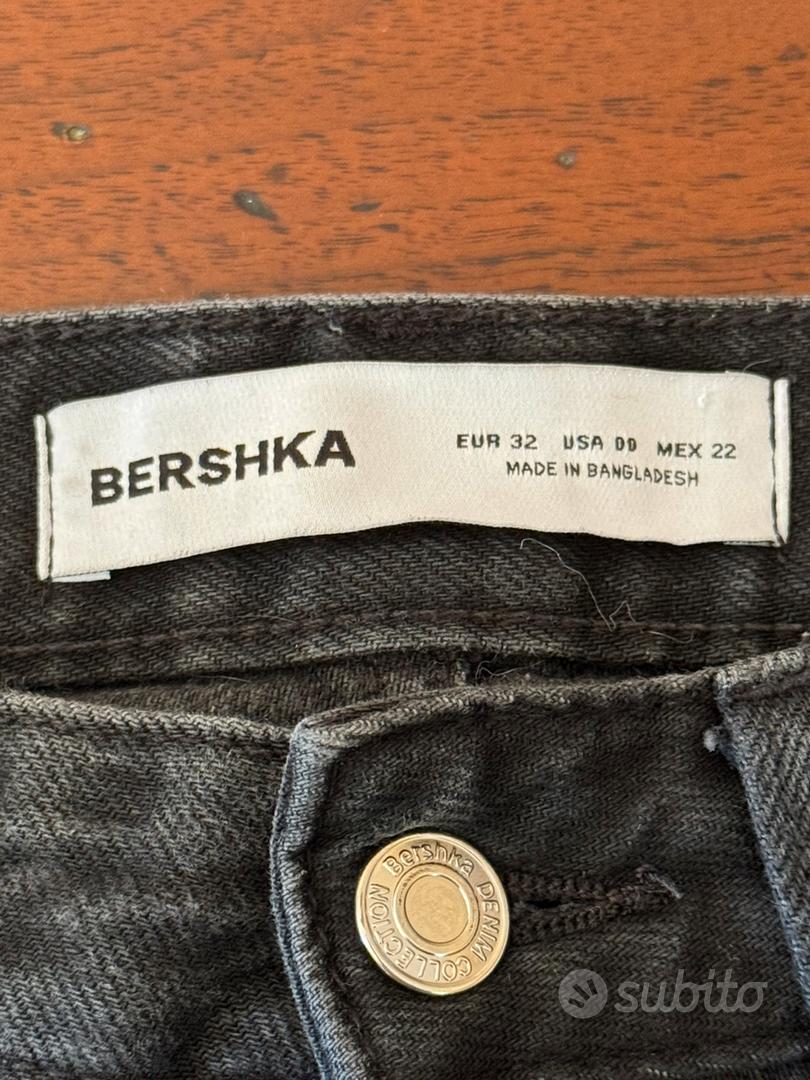 BERSHKA
EUR 32 USA 00 MEX 22
MADE IN BANGLADESH
Bershka DENIM COLLECTION
subito